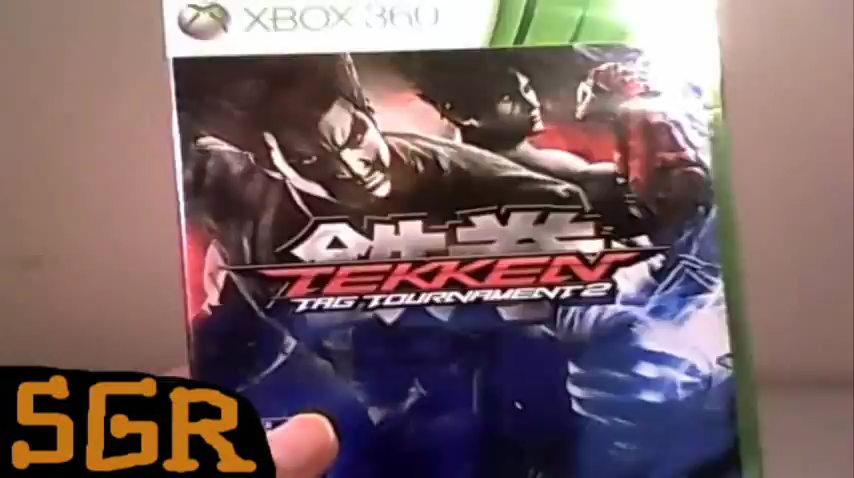 XBOX 360
鉄拳
TEKKEN
TAG TOURNAMENT 2
SGR